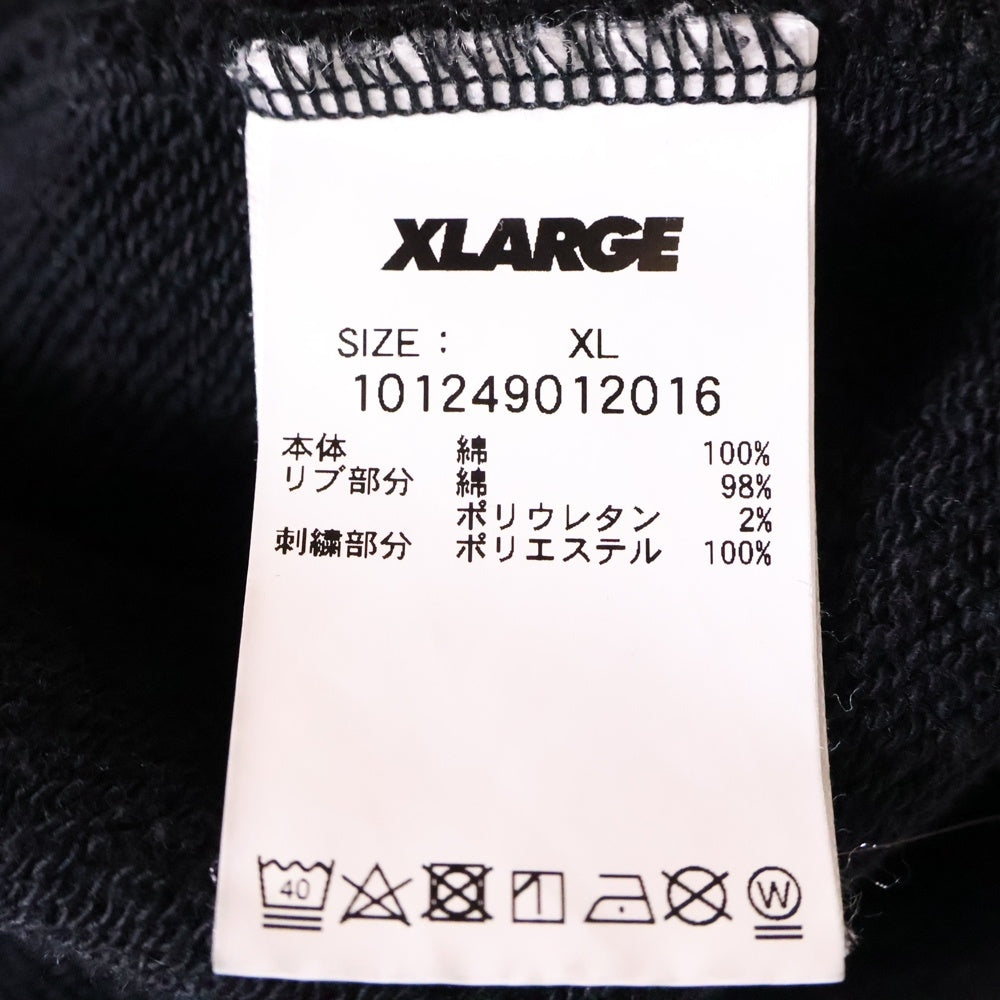 XLARGE
SIZE : XL
101249012016
本体 綿 100%
リブ部分 綿 98%
ポリウレタン 2%
刺繍部分 ポリエステル 100%
40
W